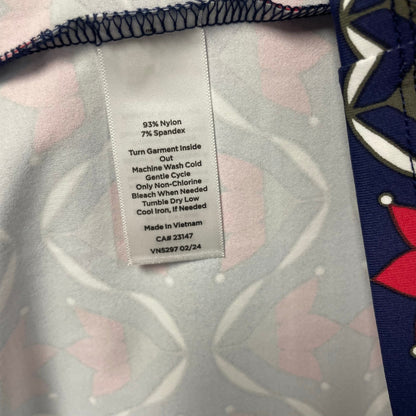 93% Nylon
7% Spandex
Turn Garment Inside
Out
Machine Wash Cold
Gentle Cycle
Only Non-Chlorine
Bleach When Needed
Tumble Dry Low
Cool Iron, If Needed
Made in Vietnam
CA# 23147
VN5297 02/24